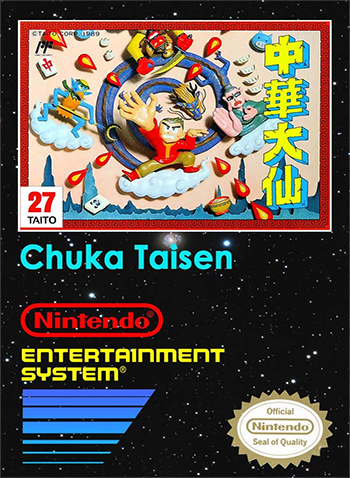 ©TAITO CORP. 1989
中華大仙
27
TAITO
Chuka Taisen
Nintendo
ENTERTAINMENT
SYSTEM®
Official
Nintendo
Seal of Quality